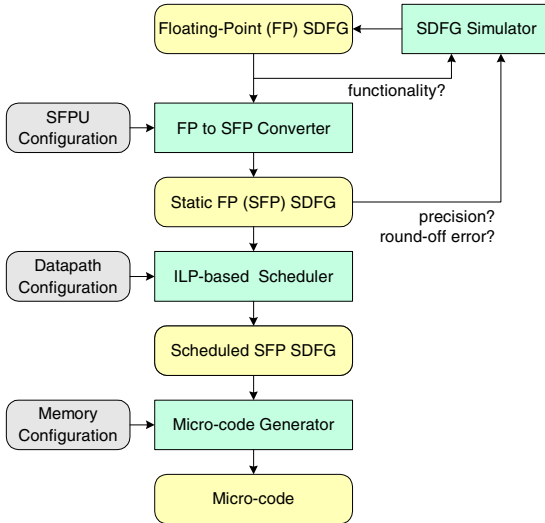 Floating-Point (FP) SDFG
SDFG Simulator
functionality?
SFPU
Configuration
FP to SFP Converter
Static FP (SFP) SDFG
precision?
round-off error?
Datapath
Configuration
ILP-based Scheduler
Scheduled SFP SDFG
Memory
Configuration
Micro-code Generator
Micro-code